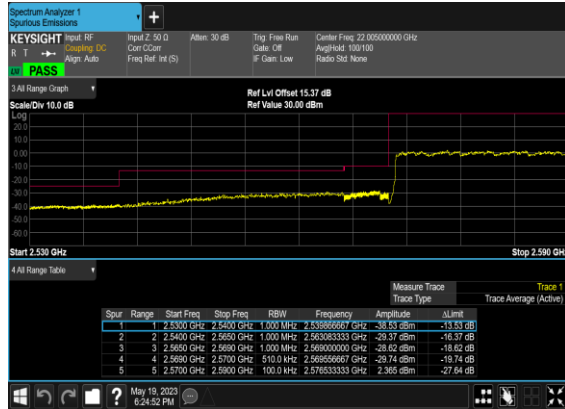 Spectrum Analyzer 1
Spurious Emissions
KEYSIGHT Input: RF Input Z: 50 Ω Atten: 30 dB Trig: Free Run Center Freq: 22.005000000 GHz
R T Coupling: DC Corr CCorr Gate: Off Avg|Hold: 100/100
Align: Auto Freq Ref: Int (S) IF Gain: Low Radio Std: None
PASS
3 All Range Graph
Ref Lvl Offset 15.37 dB
Scale/Div 10.0 dB Ref Value 30.00 dBm
Log
20.0
10.0
0.00
-10.0
-20.0
-30.0
-40.0
-50.0
-60.0
Start 2.530 GHz Stop 2.590 GH
4 All Range Table
Measure Trace Trace 1
Trace Type Trace Average (Active)
Spur Range Start Freq Stop Freq RBW Frequency Amplitude ΔLimit
1 1 2.5300 GHz 2.5400 GHz 1.000 MHz 2.539866667 GHz -38.53 dBm -13.53 dB
2 2 2.5400 GHz 2.5650 GHz 1.000 MHz 2.563083333 GHz -29.37 dBm -16.37 dB
3 3 2.5650 GHz 2.5690 GHz 1.000 MHz 2.569000000 GHz -28.62 dBm -18.62 dB
4 4 2.5690 GHz 2.5700 GHz 510.0 kHz 2.569556667 GHz -29.74 dBm -19.74 dB
5 5 2.5700 GHz 2.5900 GHz 100.0 kHz 2.576533333 GHz 2.365 dBm -27.64 dB
? May 19, 2023
6:24:52 PM